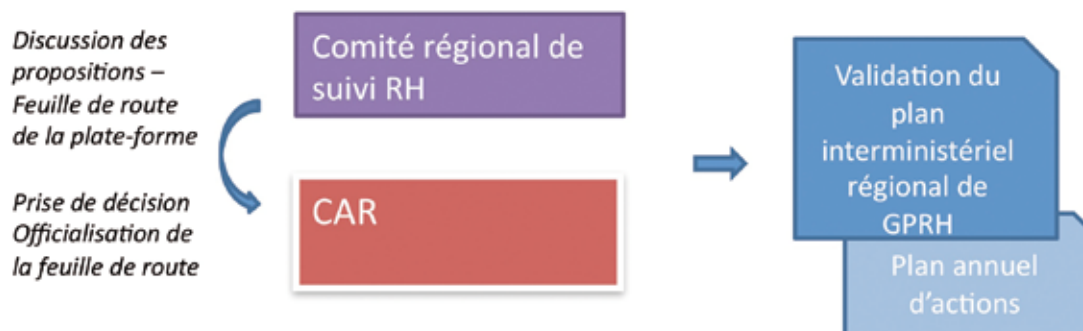 Discussion des
propositions –
Feuille de route
de la plate-forme
Prise de décision
Officialisation de
la feuille de route
Comité régional de
suivi RH
CAR
Validation du
plan
interministériel
régional de
GPRH
Plan annuel
d'actions